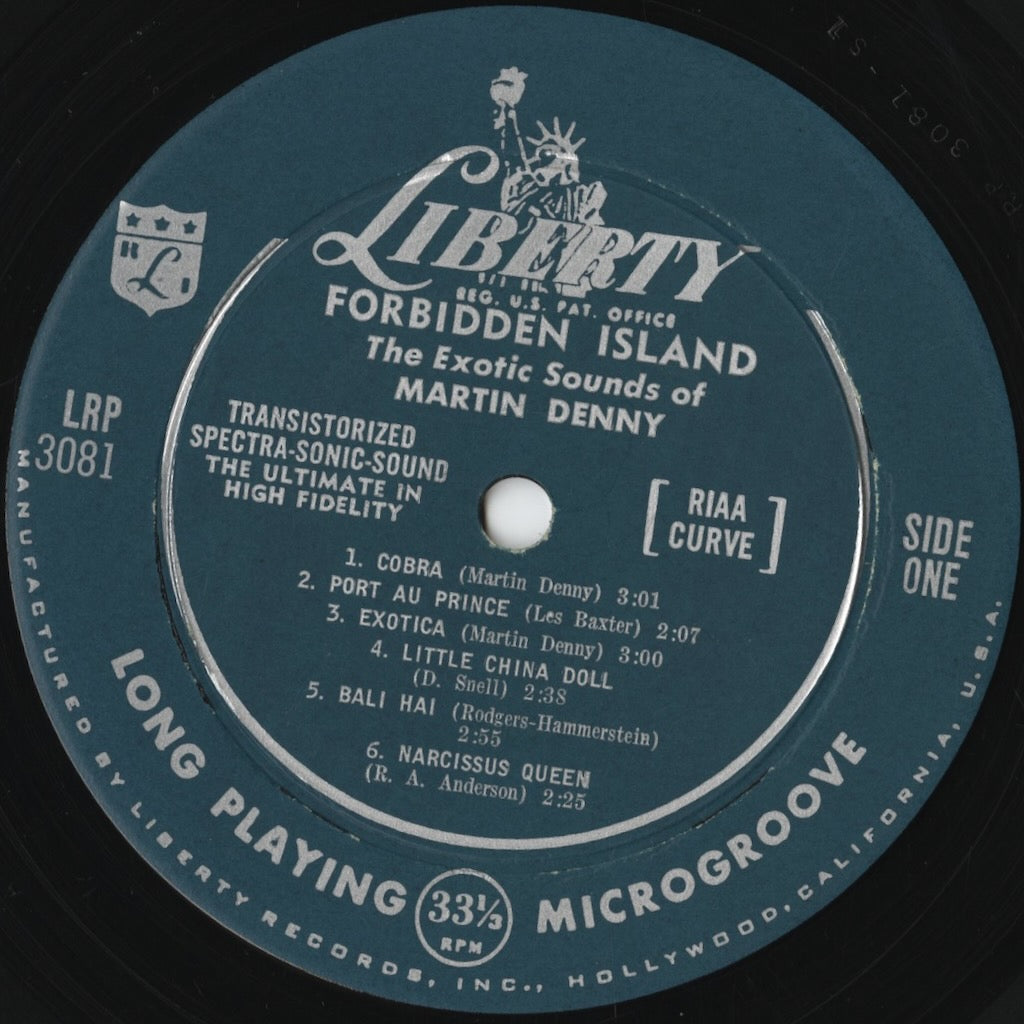 LIBERTY
REG. U.S. PAT. OFFICE
FORBIDDEN ISLAND
The Exotic Sounds of
MARTIN DENNY
LRP
3081
TRANSISTORIZED
SPECTRA-SONIC-SOUND
THE ULTIMATE IN
HIGH FIDELITY
[RIAA
CURVE]
SIDE
ONE
1. COBRA (Martin Denny) 3:01
2. PORT AU PRINCE (Les Baxter) 2:07
3. EXOTICA (Martin Denny) 3:00
4. LITTLE CHINA DOLL
(D. Snell) 2:38
5. BALI HAI (Rodgers-Hammerstein)
2:55
6. NARCISSUS QUEEN
(R. A. Anderson) 2:25
LONG PLAYING 33⅓ RPM MICROGROOVE
MANUFACTURED BY LIBERTY RECORDS, INC., HOLLYWOOD, CALIFORNIA, U.S.A.
3081-S1